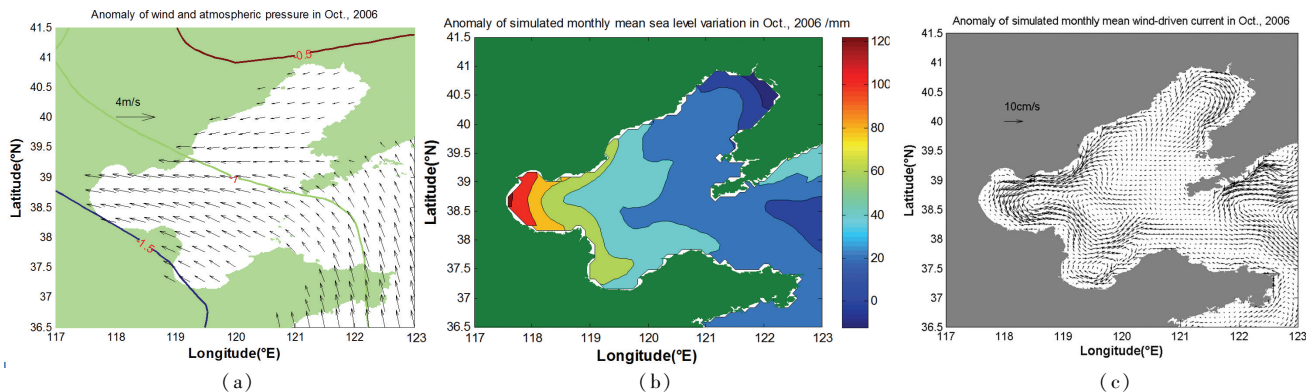 Anomaly of wind and atmospheric pressure in Oct., 2006
41.5
41
40.5
40
39.5
39
38.5
38
37.5
37
36.5
117 118 119 120 121 122 123
Latitude(°N)
Longitude(°E)
4m/s
0.5
1
1.5
(a)
Anomaly of simulated monthly mean sea level variation in Oct., 2006 /mm
41.5
41
40.5
40
39.5
39
38.5
38
37.5
37
36.5
117 118 119 120 121 122 123
Latitude(°N)
Longitude(°E)
120
100
80
60
40
20
0
(b)
Anomaly of simulated monthly mean wind-driven current in Oct., 2006
41.5
41
40.5
40
39.5
39
38.5
38
37.5
37
36.5
117 118 119 120 121 122 123
Latitude(°N)
Longitude(°E)
10cm/s
(c)